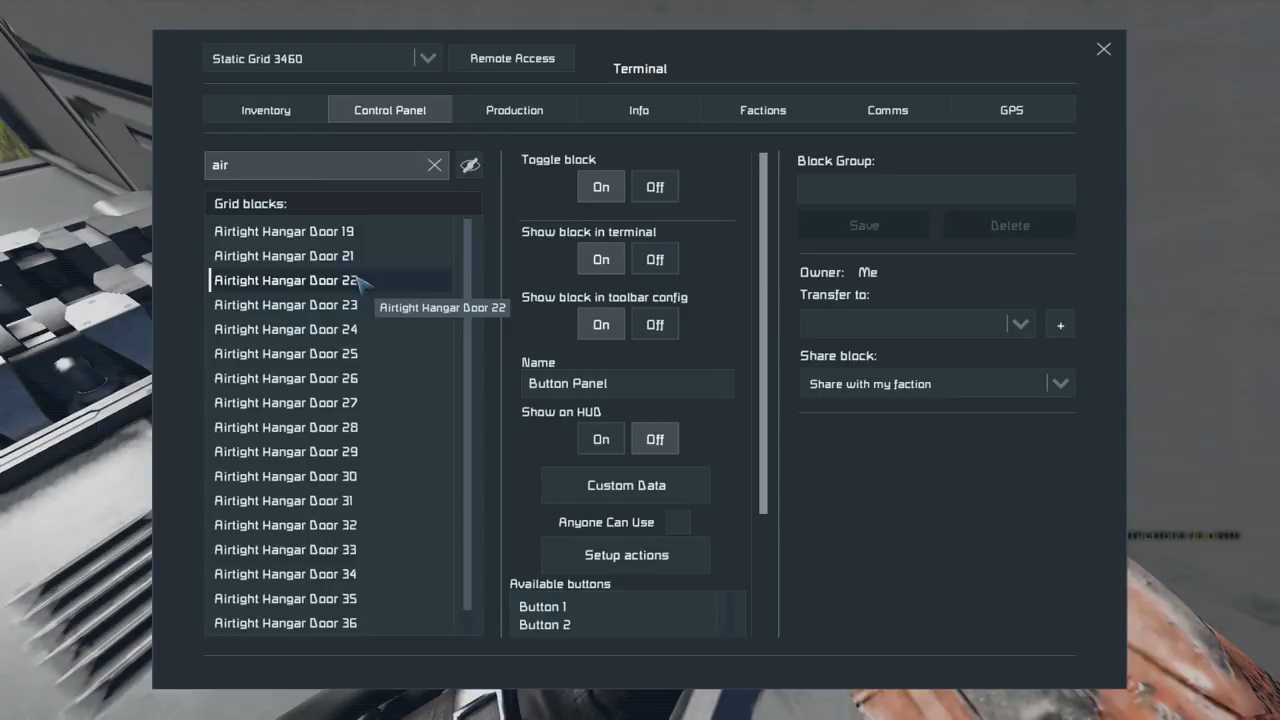 Static Grid 3460
Remote Access
Terminal
Inventory
Control Panel
Production
Info
Factions
Comms
GPS
air
Grid blocks:
Airtight Hangar Door 19
Airtight Hangar Door 21
Airtight Hangar Door 22
Airtight Hangar Door 23
Airtight Hangar Door 24
Airtight Hangar Door 25
Airtight Hangar Door 26
Airtight Hangar Door 27
Airtight Hangar Door 28
Airtight Hangar Door 29
Airtight Hangar Door 30
Airtight Hangar Door 31
Airtight Hangar Door 32
Airtight Hangar Door 33
Airtight Hangar Door 34
Airtight Hangar Door 35
Airtight Hangar Door 36
Airtight Hangar Door 22
Toggle block
On Off
Show block in terminal
On Off
Show block in toolbar config
On Off
Name
Button Panel
Show on HUD
On Off
Custom Data
Anyone Can Use
Setup actions
Available buttons
Button 1
Button 2
Block Group:
Save Delete
Owner: Me
Transfer to:
+
Share block:
Share with my faction